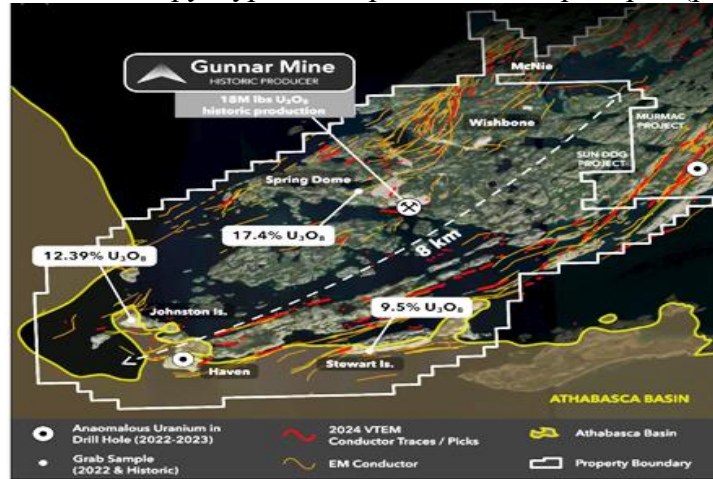 Gunnar Mine
HISTORIC PRODUCER
18M lbs U₃O₈
historic production
McNie
Wishbone
MURMAC
PROJECT
SUN DOG
PROJECT
Spring Dome
17.4% U₃O₈
8 km
12.39% U₃O₈
9.5% U₃O₈
Johnston Is.
Haven
Stewart Is.
ATHABASCA BASIN
Anaomalous Uranium in
Drill Hole (2022-2023)
2024 VTEM
Conductor Traces / Picks
Athabasca Basin
Grab Sample
(2022 & Historic)
EM Conductor
Property Boundary